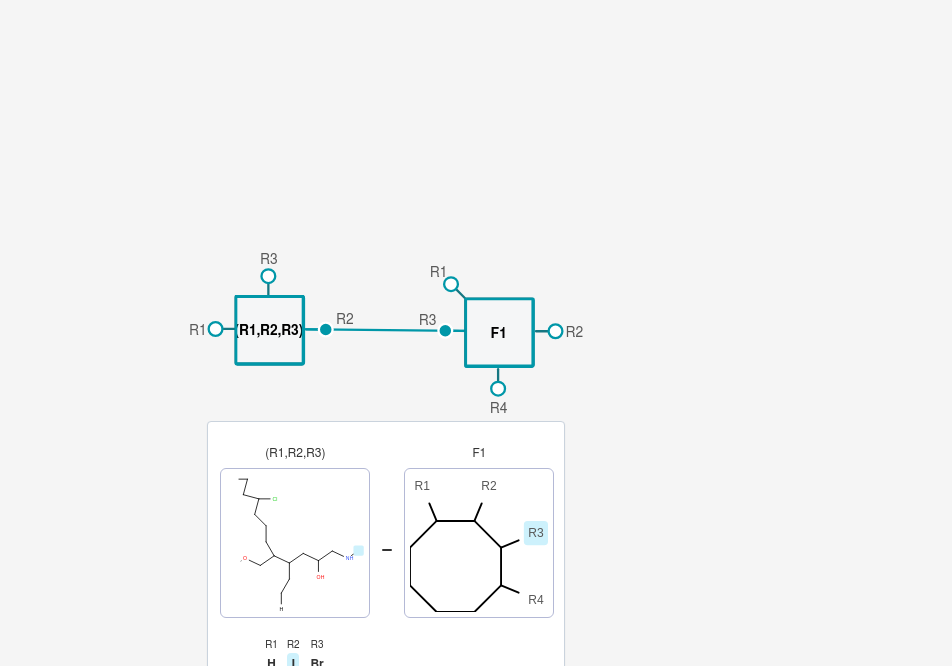 R3
R1
(R1,R2,R3)
R2
R1
R3
F1
R2
R4
(R1,R2,R3)
F1
Cl
O
NH
OH
H
R1
R2
R3
R4
R1 R2 R3
H I Br